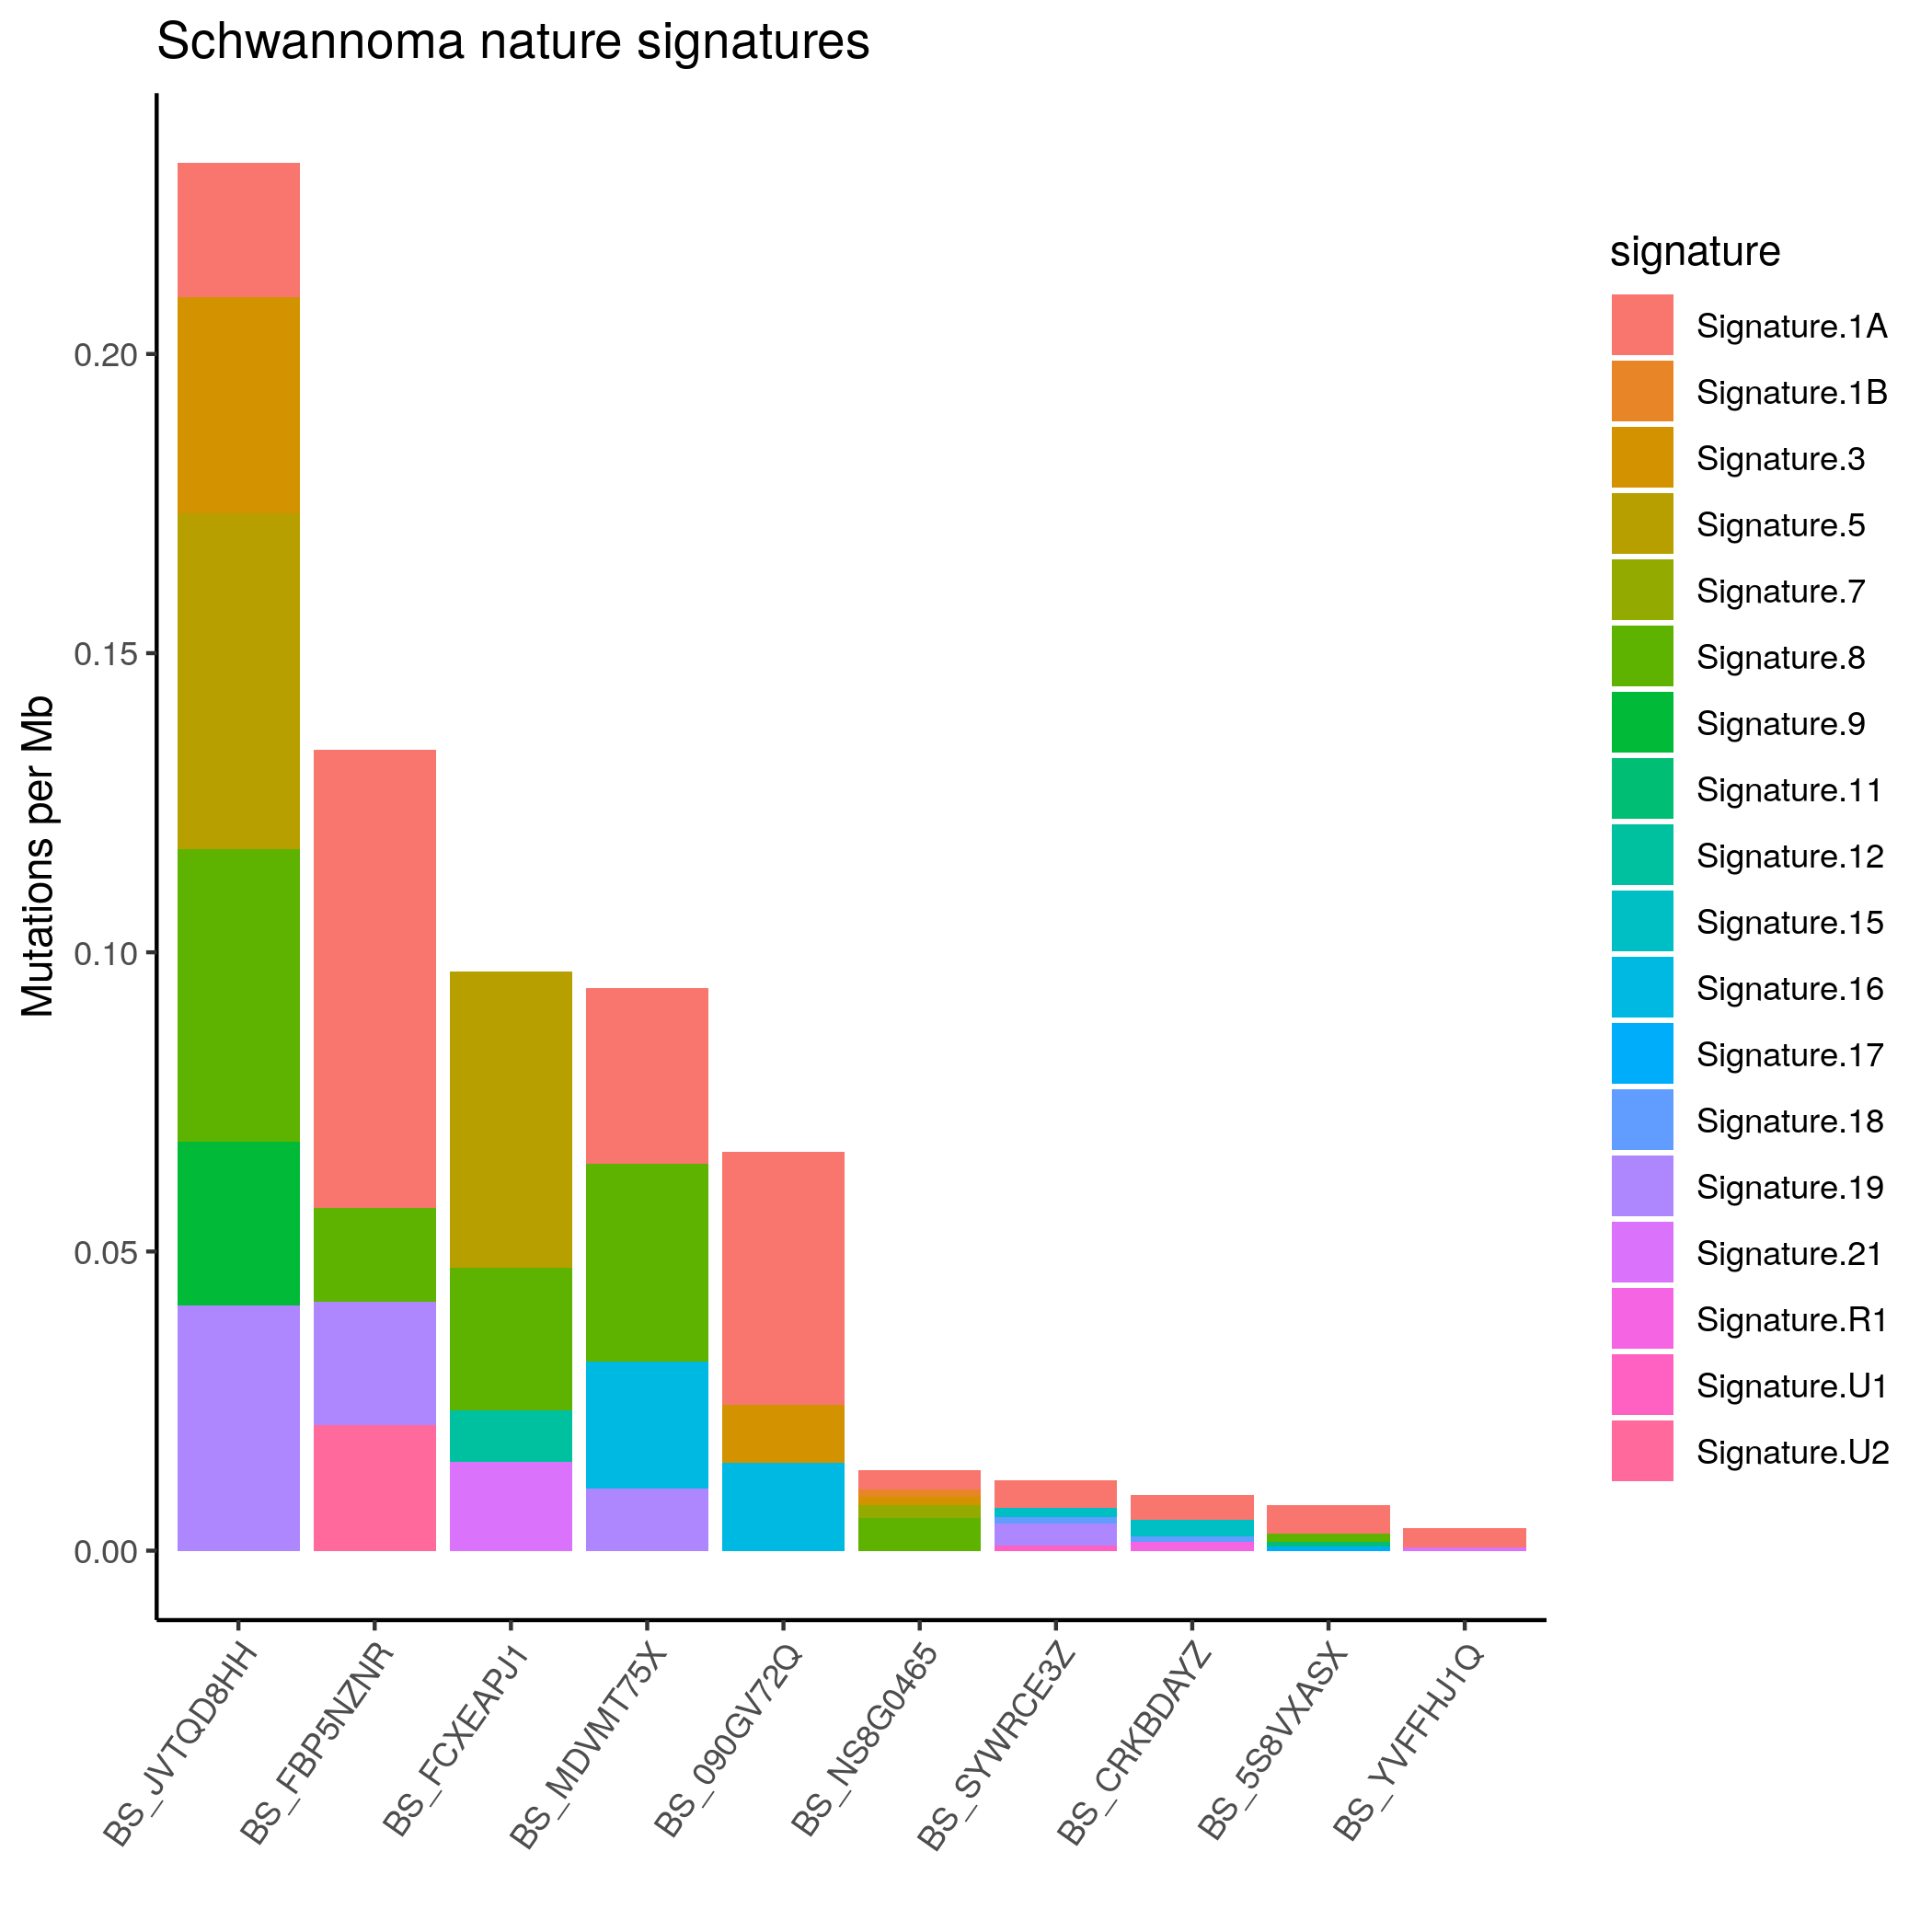 Schwannoma nature signatures
Mutations per Mb
0.20
0.15
0.10
0.05
0.00
BS_JVTQD8HH
BS_FBP5NZNR
BS_FCXEAPJ1
BS_MDVMT75X
BS_090GV72Q
BS_NS8G0465
BS_SYWRCE3Z
BS_CRKBDAYZ
BS_5S8VXASX
BS_YVFFHJ1Q
signature
Signature.1A
Signature.1B
Signature.3
Signature.5
Signature.7
Signature.8
Signature.9
Signature.11
Signature.12
Signature.15
Signature.16
Signature.17
Signature.18
Signature.19
Signature.21
Signature.R1
Signature.U1
Signature.U2